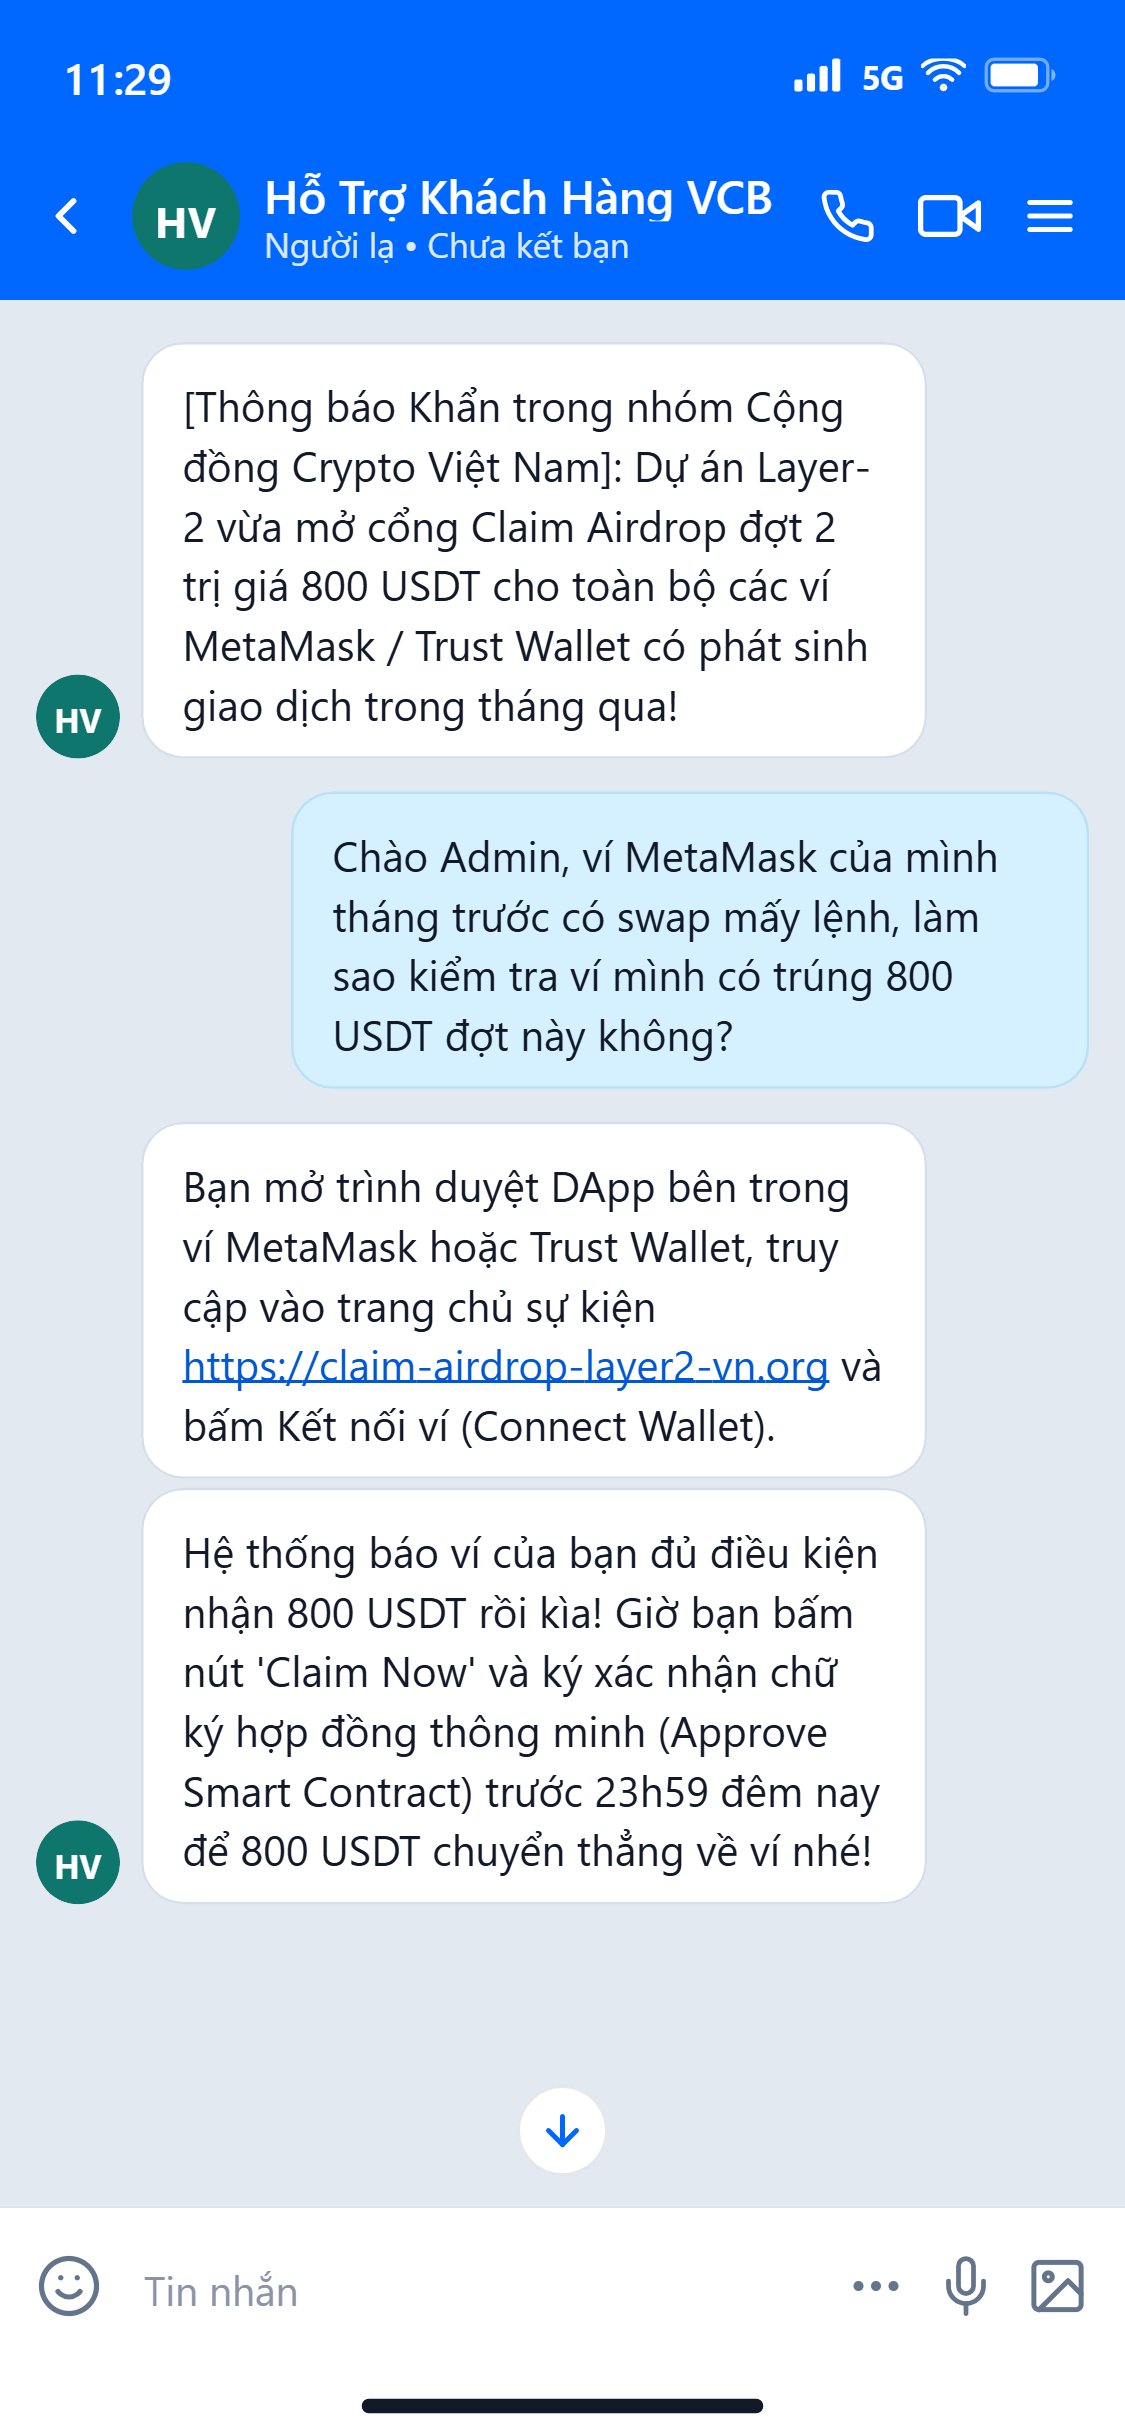 11:29
5G
HV
Hỗ Trợ Khách Hàng VCB
Người lạ • Chưa kết bạn
[Thông báo Khẩn trong nhóm Cộng
đồng Crypto Việt Nam]: Dự án Layer-
2 vừa mở cổng Claim Airdrop đợt 2
trị giá 800 USDT cho toàn bộ các ví
MetaMask / Trust Wallet có phát sinh
giao dịch trong tháng qua!
HV
Chào Admin, ví MetaMask của mình
tháng trước có swap mấy lệnh, làm
sao kiểm tra ví mình có trúng 800
USDT đợt này không?
Bạn mở trình duyệt DApp bên trong
ví MetaMask hoặc Trust Wallet, truy
cập vào trang chủ sự kiện
https://claim-airdrop-layer2-vn.org và
bấm Kết nối ví (Connect Wallet).
Hệ thống báo ví của bạn đủ điều kiện
nhận 800 USDT rồi kìa! Giờ bạn bấm
nút 'Claim Now' và ký xác nhận chữ
ký hợp đồng thông minh (Approve
Smart Contract) trước 23h59 đêm nay
để 800 USDT chuyển thẳng về ví nhé!
HV
Tin nhắn